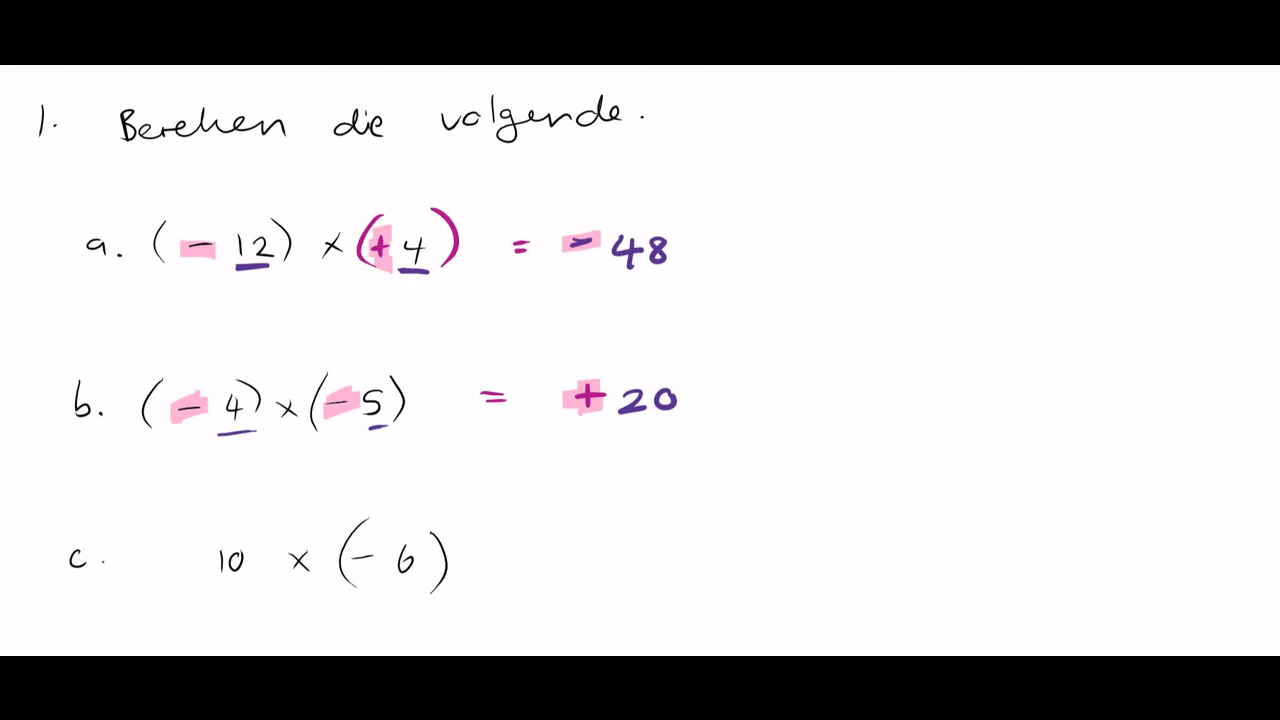 1. Bereken die volgende.
a. (- 12) × (+ 4) = - 48
b. (- 4) × (- 5) = + 20
c. 10 × (- 6)